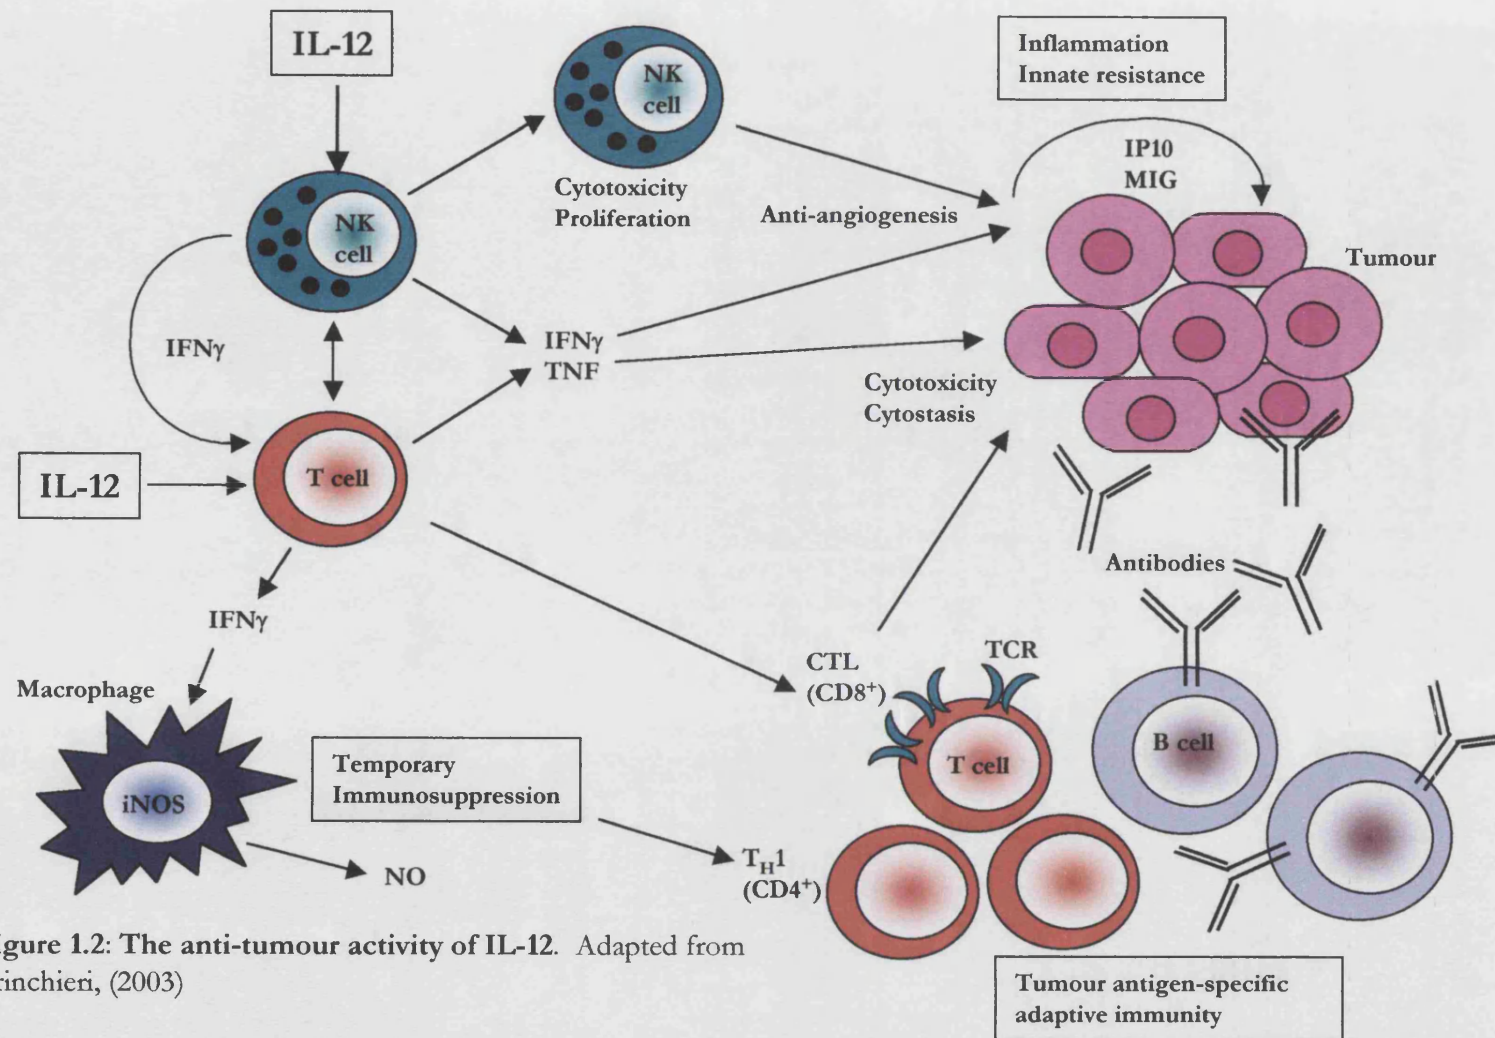 IL-12
NK
cell
Inflammation
Innate resistance
IP10
MIG
Cytotoxicity
Proliferation
Anti-angiogenesis
NK
cell
Tumour
IFNγ
IFNγ
TNF
Cytotoxicity
Cytostasis
IL-12
T cell
Antibodies
IFNγ
Macrophage
CTL
(CD8⁺)
TCR
T cell
B cell
iNOS
Temporary
Immunosuppression
NO
T_H1
(CD4⁺)
gure 1.2: The anti-tumour activity of IL-12. Adapted from
rinchieri, (2003)
Tumour antigen-specific
adaptive immunity